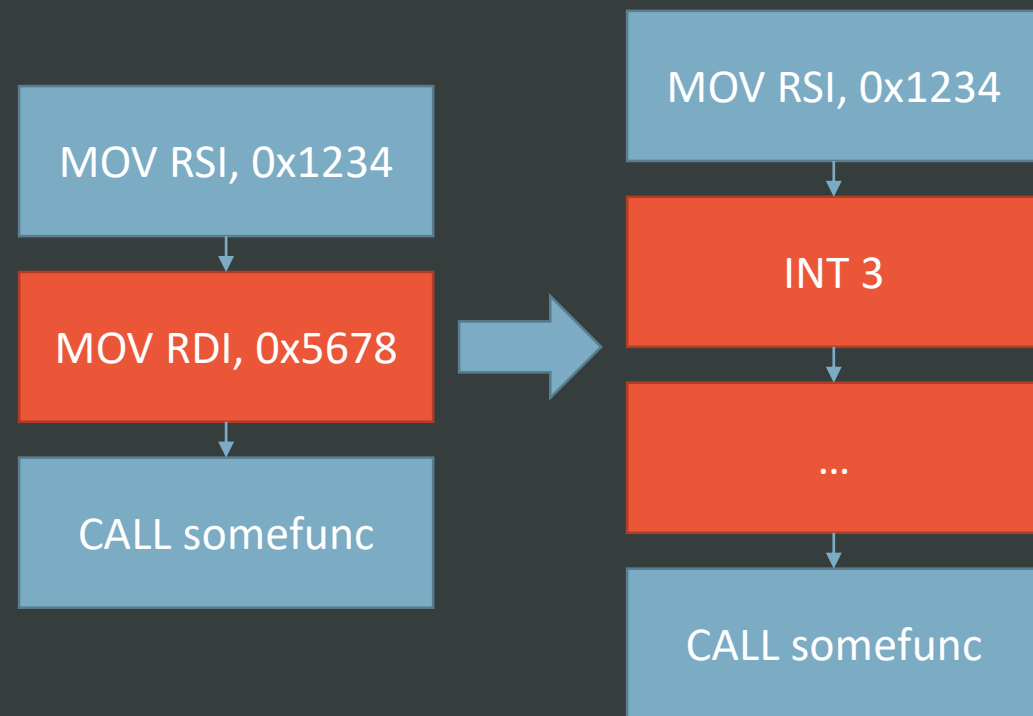 MOV RSI, 0x1234
MOV RDI, 0x5678
CALL somefunc
MOV RSI, 0x1234
INT 3
...
CALL somefunc